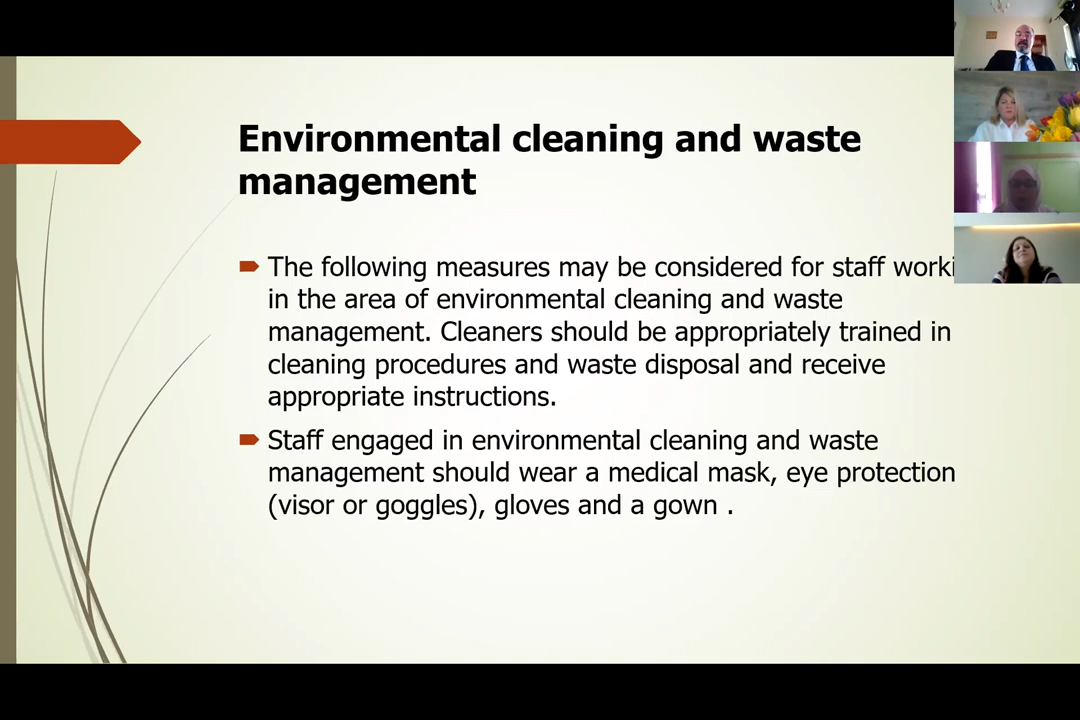 Environmental cleaning and waste
management
The following measures may be considered for staff worki
in the area of environmental cleaning and waste
management. Cleaners should be appropriately trained in
cleaning procedures and waste disposal and receive
appropriate instructions.
Staff engaged in environmental cleaning and waste
management should wear a medical mask, eye protection
(visor or goggles), gloves and a gown .